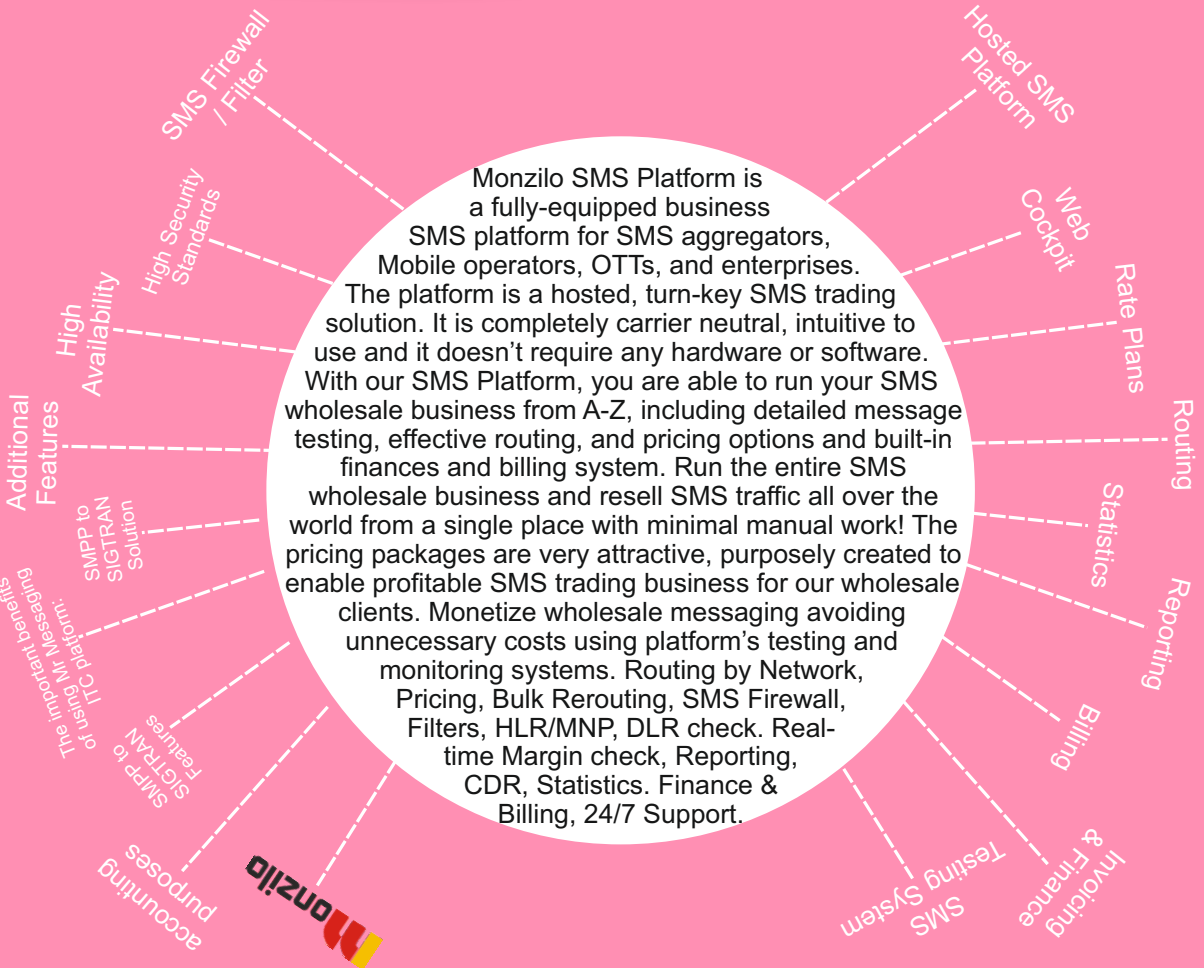 SMS Firewall
/ Filter
High Security
Standards
High
Availability
Additional
Features
SMPP to
SIGTRAN
Solution
The important benefits
of using Mr Messaging
ITC platform:
SMPP to
SIGTRAN
Features
accounting
purposes
Monzilo
Monzilo SMS Platform is
a fully-equipped business
SMS platform for SMS aggregators,
Mobile operators, OTTs, and enterprises.
The platform is a hosted, turn-key SMS trading
solution. It is completely carrier neutral, intuitive to
use and it doesn’t require any hardware or software.
With our SMS Platform, you are able to run your SMS
wholesale business from A-Z, including detailed message
testing, effective routing, and pricing options and built-in
finances and billing system. Run the entire SMS
wholesale business and resell SMS traffic all over the
world from a single place with minimal manual work! The
pricing packages are very attractive, purposely created to
enable profitable SMS trading business for our wholesale
clients. Monetize wholesale messaging avoiding
unnecessary costs using platform’s testing and
monitoring systems. Routing by Network,
Pricing, Bulk Rerouting, SMS Firewall,
Filters, HLR/MNP, DLR check. Real-
time Margin check, Reporting,
CDR, Statistics. Finance &
Billing, 24/7 Support.
Hosted SMS
Platform
Web
Cockpit
Rate Plans
Routing
Statistics
Reporting
Billing
Invoicing
& Finance
SMS
Testing System